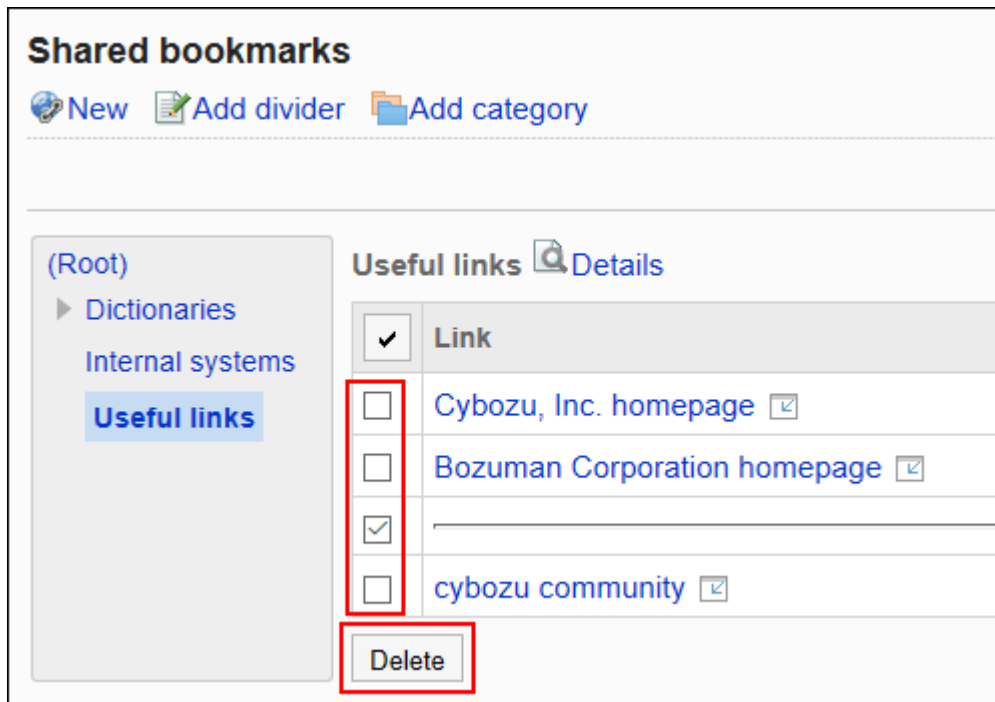 Shared bookmarks
New Add divider Add category
(Root)
Dictionaries
Internal systems
Useful links
Useful links Details
Link
Cybozu, Inc. homepage
Bozuman Corporation homepage
cybozu community
Delete